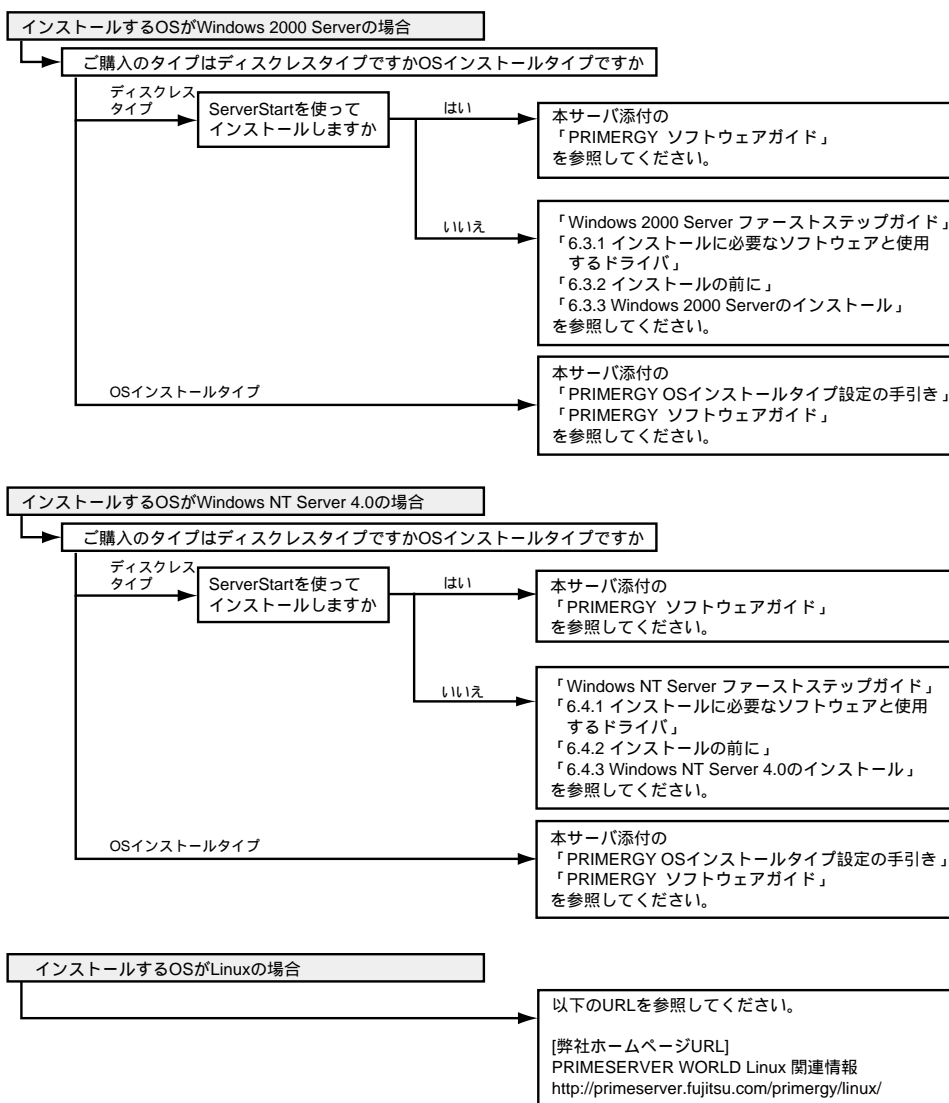 インストールするOSがWindows 2000 Serverの場合
ご購入のタイプはディスクレスタイプですかOSインストールタイプですか
ディスクレス
タイプ
ServerStartを使って
インストールしますか
はい
本サーバ添付の
「PRIMERGY ソフトウェアガイド」
を参照してください。
いいえ
「Windows 2000 Server ファーストステップガイド」
「6.3.1 インストールに必要なソフトウェアと使用
するドライバ」
「6.3.2 インストールの前に」
「6.3.3 Windows 2000 Serverのインストール」
を参照してください。
OSインストールタイプ
本サーバ添付の
「PRIMERGY OSインストールタイプ設定の手引き」
「PRIMERGY ソフトウェアガイド」
を参照してください。
インストールするOSがWindows NT Server 4.0の場合
ご購入のタイプはディスクレスタイプですかOSインストールタイプですか
ディスクレス
タイプ
ServerStartを使って
インストールしますか
はい
本サーバ添付の
「PRIMERGY ソフトウェアガイド」
を参照してください。
いいえ
「Windows NT Server ファーストステップガイド」
「6.4.1 インストールに必要なソフトウェアと使用
するドライバ」
「6.4.2 インストールの前に」
「6.4.3 Windows NT Server 4.0のインストール」
を参照してください。
OSインストールタイプ
本サーバ添付の
「PRIMERGY OSインストールタイプ設定の手引き」
「PRIMERGY ソフトウェアガイド」
を参照してください。
インストールするOSがLinuxの場合
以下のURLを参照してください。
[弊社ホームページURL]
PRIMESERVER WORLD Linux 関連情報
http://primeserver.fujitsu.com/primergy/linux/